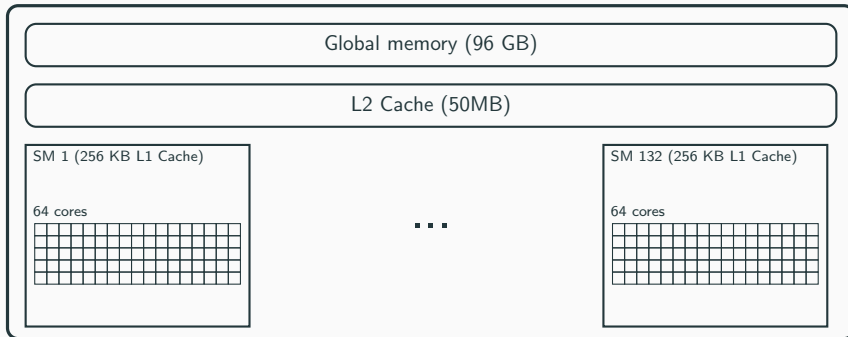 Global memory (96 GB)
L2 Cache (50MB)
SM 1 (256 KB L1 Cache)
SM 132 (256 KB L1 Cache)
64 cores
...
64 cores